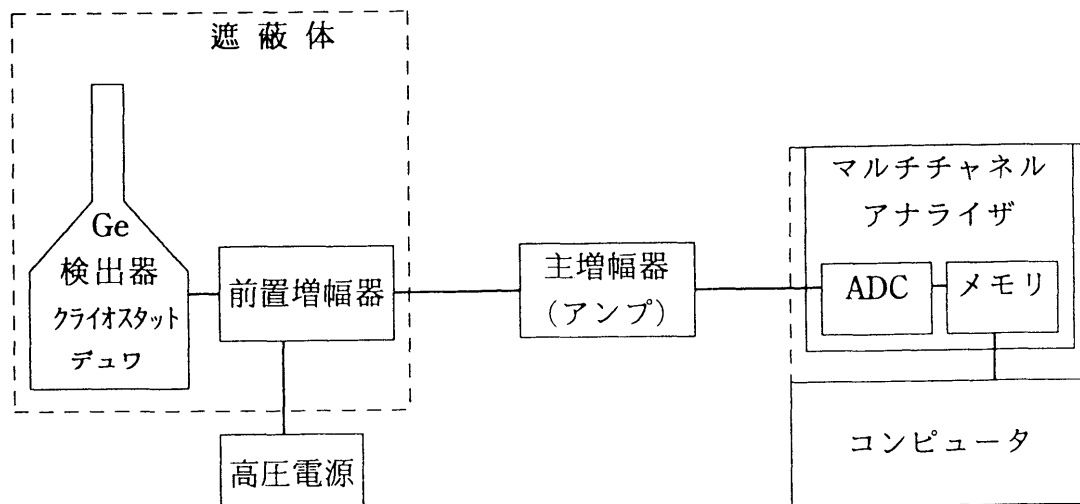 遮蔽体
Ge
検出器
クライオスタット
デュワ
前置増幅器
高圧電源
主増幅器
(アンプ)
マルチチャネル
アナライザ
ADC
メモリ
コンピュータ